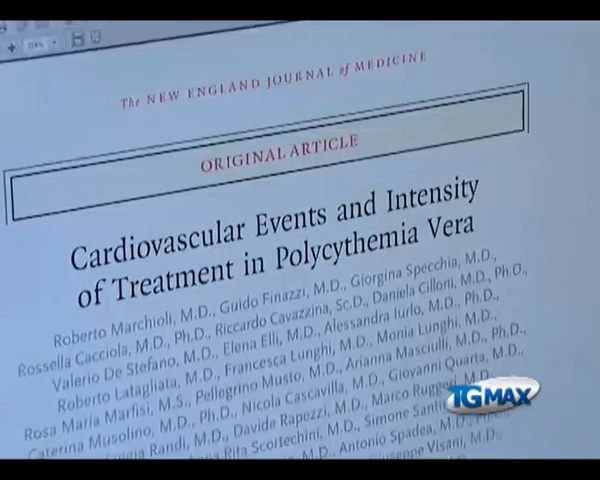 The NEW ENGLAND JOURNAL of MEDICINE
ORIGINAL ARTICLE
Cardiovascular Events and Intensity
of Treatment in Polycythemia Vera
Roberto Marchioli, M.D., Guido Finazzi, M.D., Giorgina Specchia, M.D.,
Rossella Cacciola, M.D., Ph.D., Riccardo Cavazzina, Sc.D., Daniela Cilloni, M.D., Ph.D.,
Valerio De Stefano, M.D., Elena Elli, M.D., Alessandra Iurlo, M.D., Ph.D.,
Roberto Latagliata, M.D., Francesca Lunghi, M.D., Monia Lunghi, M.D.,
Rosa Maria Marfisi, M.S., Pellegrino Musto, M.D., Arianna Masciulli, M.D., Ph.D.,
Caterina Musolino, M.D., Ph.D., Nicola Cascavilla, M.D., Giovanni Quarta, M.D.,
Randi, M.D., Davide Rapezzi, M.D., Marco M.D.
Rita Scortechini, M.D., Simone
M.D., Antonio Spadea, M.D.,
Visani, M.D.,
TGMAX